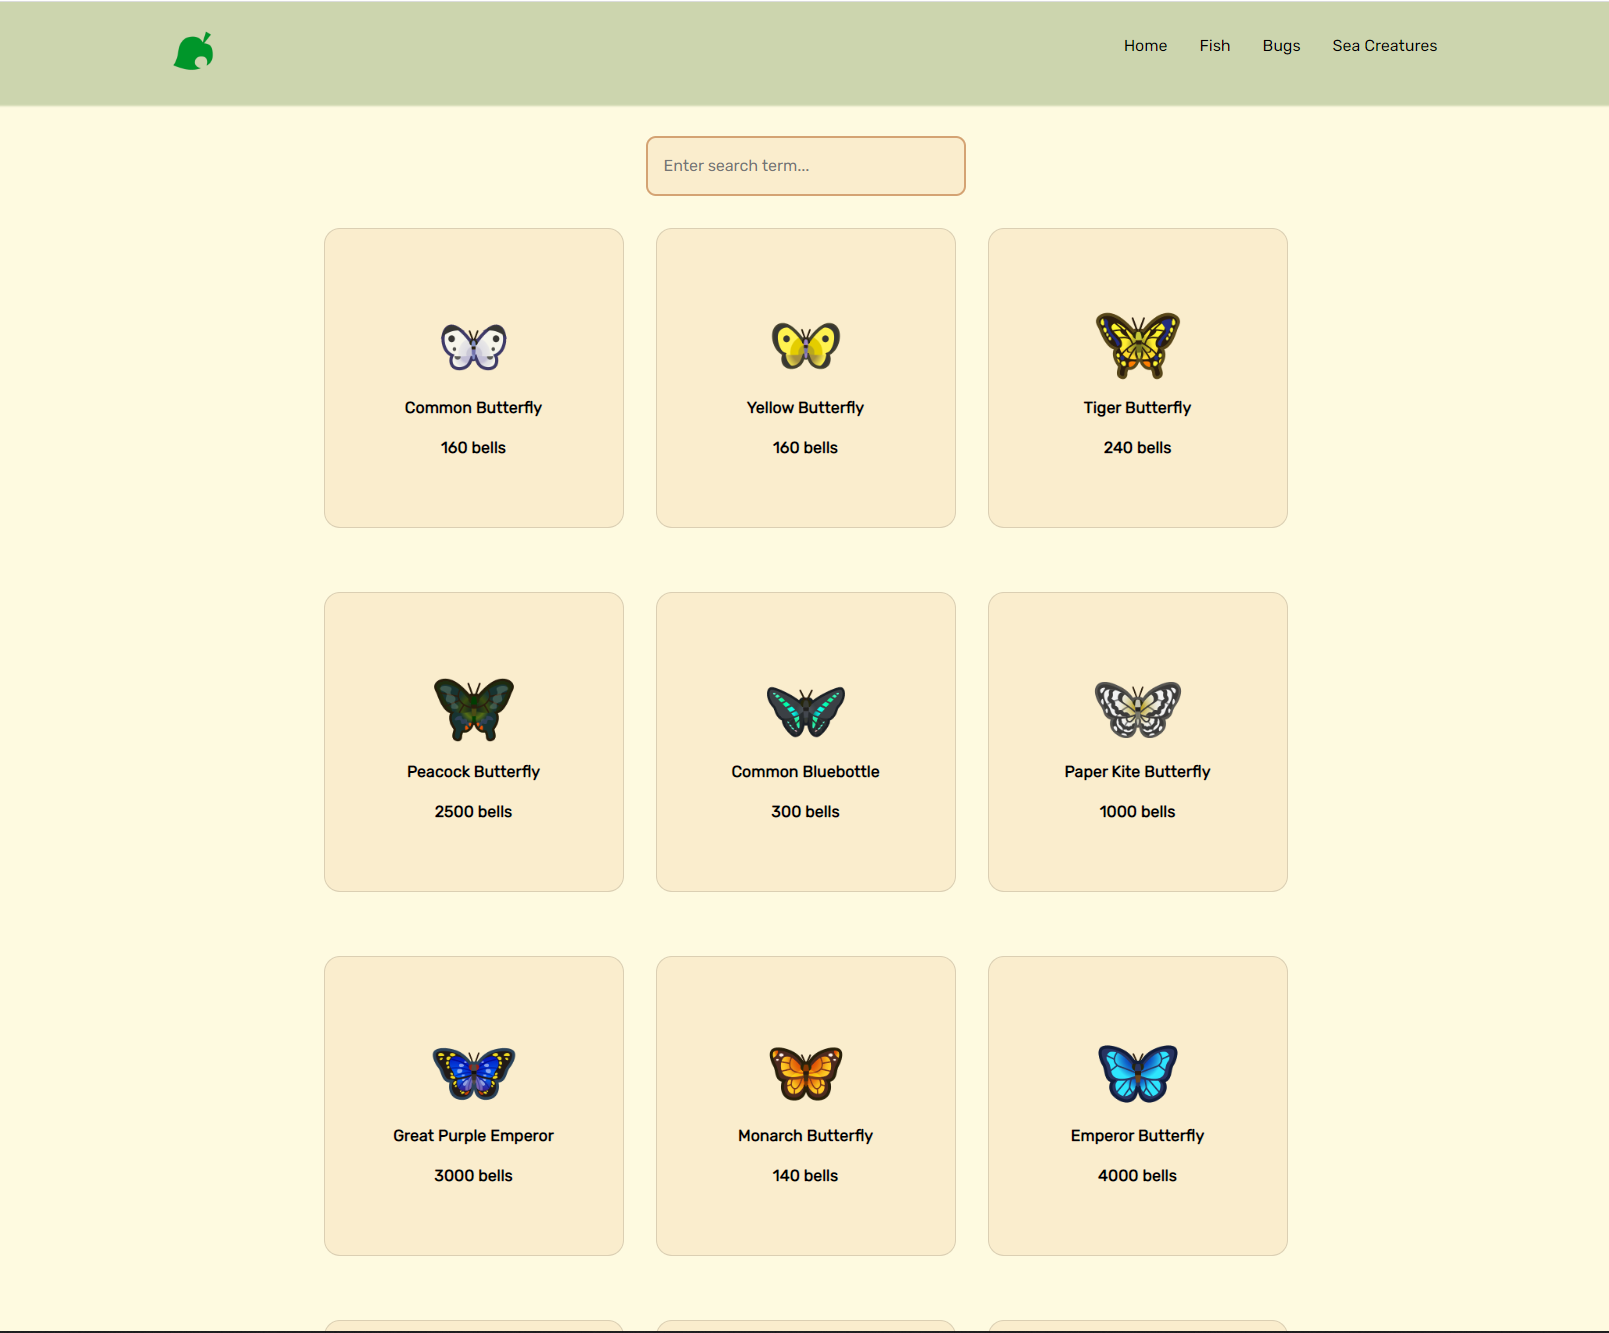 Home Fish Bugs Sea Creatures
Enter search term...
Common Butterfly Yellow Butterfly Tiger Butterfly
160 bells 160 bells 240 bells
Peacock Butterfly Common Bluebottle Paper Kite Butterfly
2500 bells 300 bells 1000 bells
Great Purple Emperor Monarch Butterfly Emperor Butterfly
3000 bells 140 bells 4000 bells